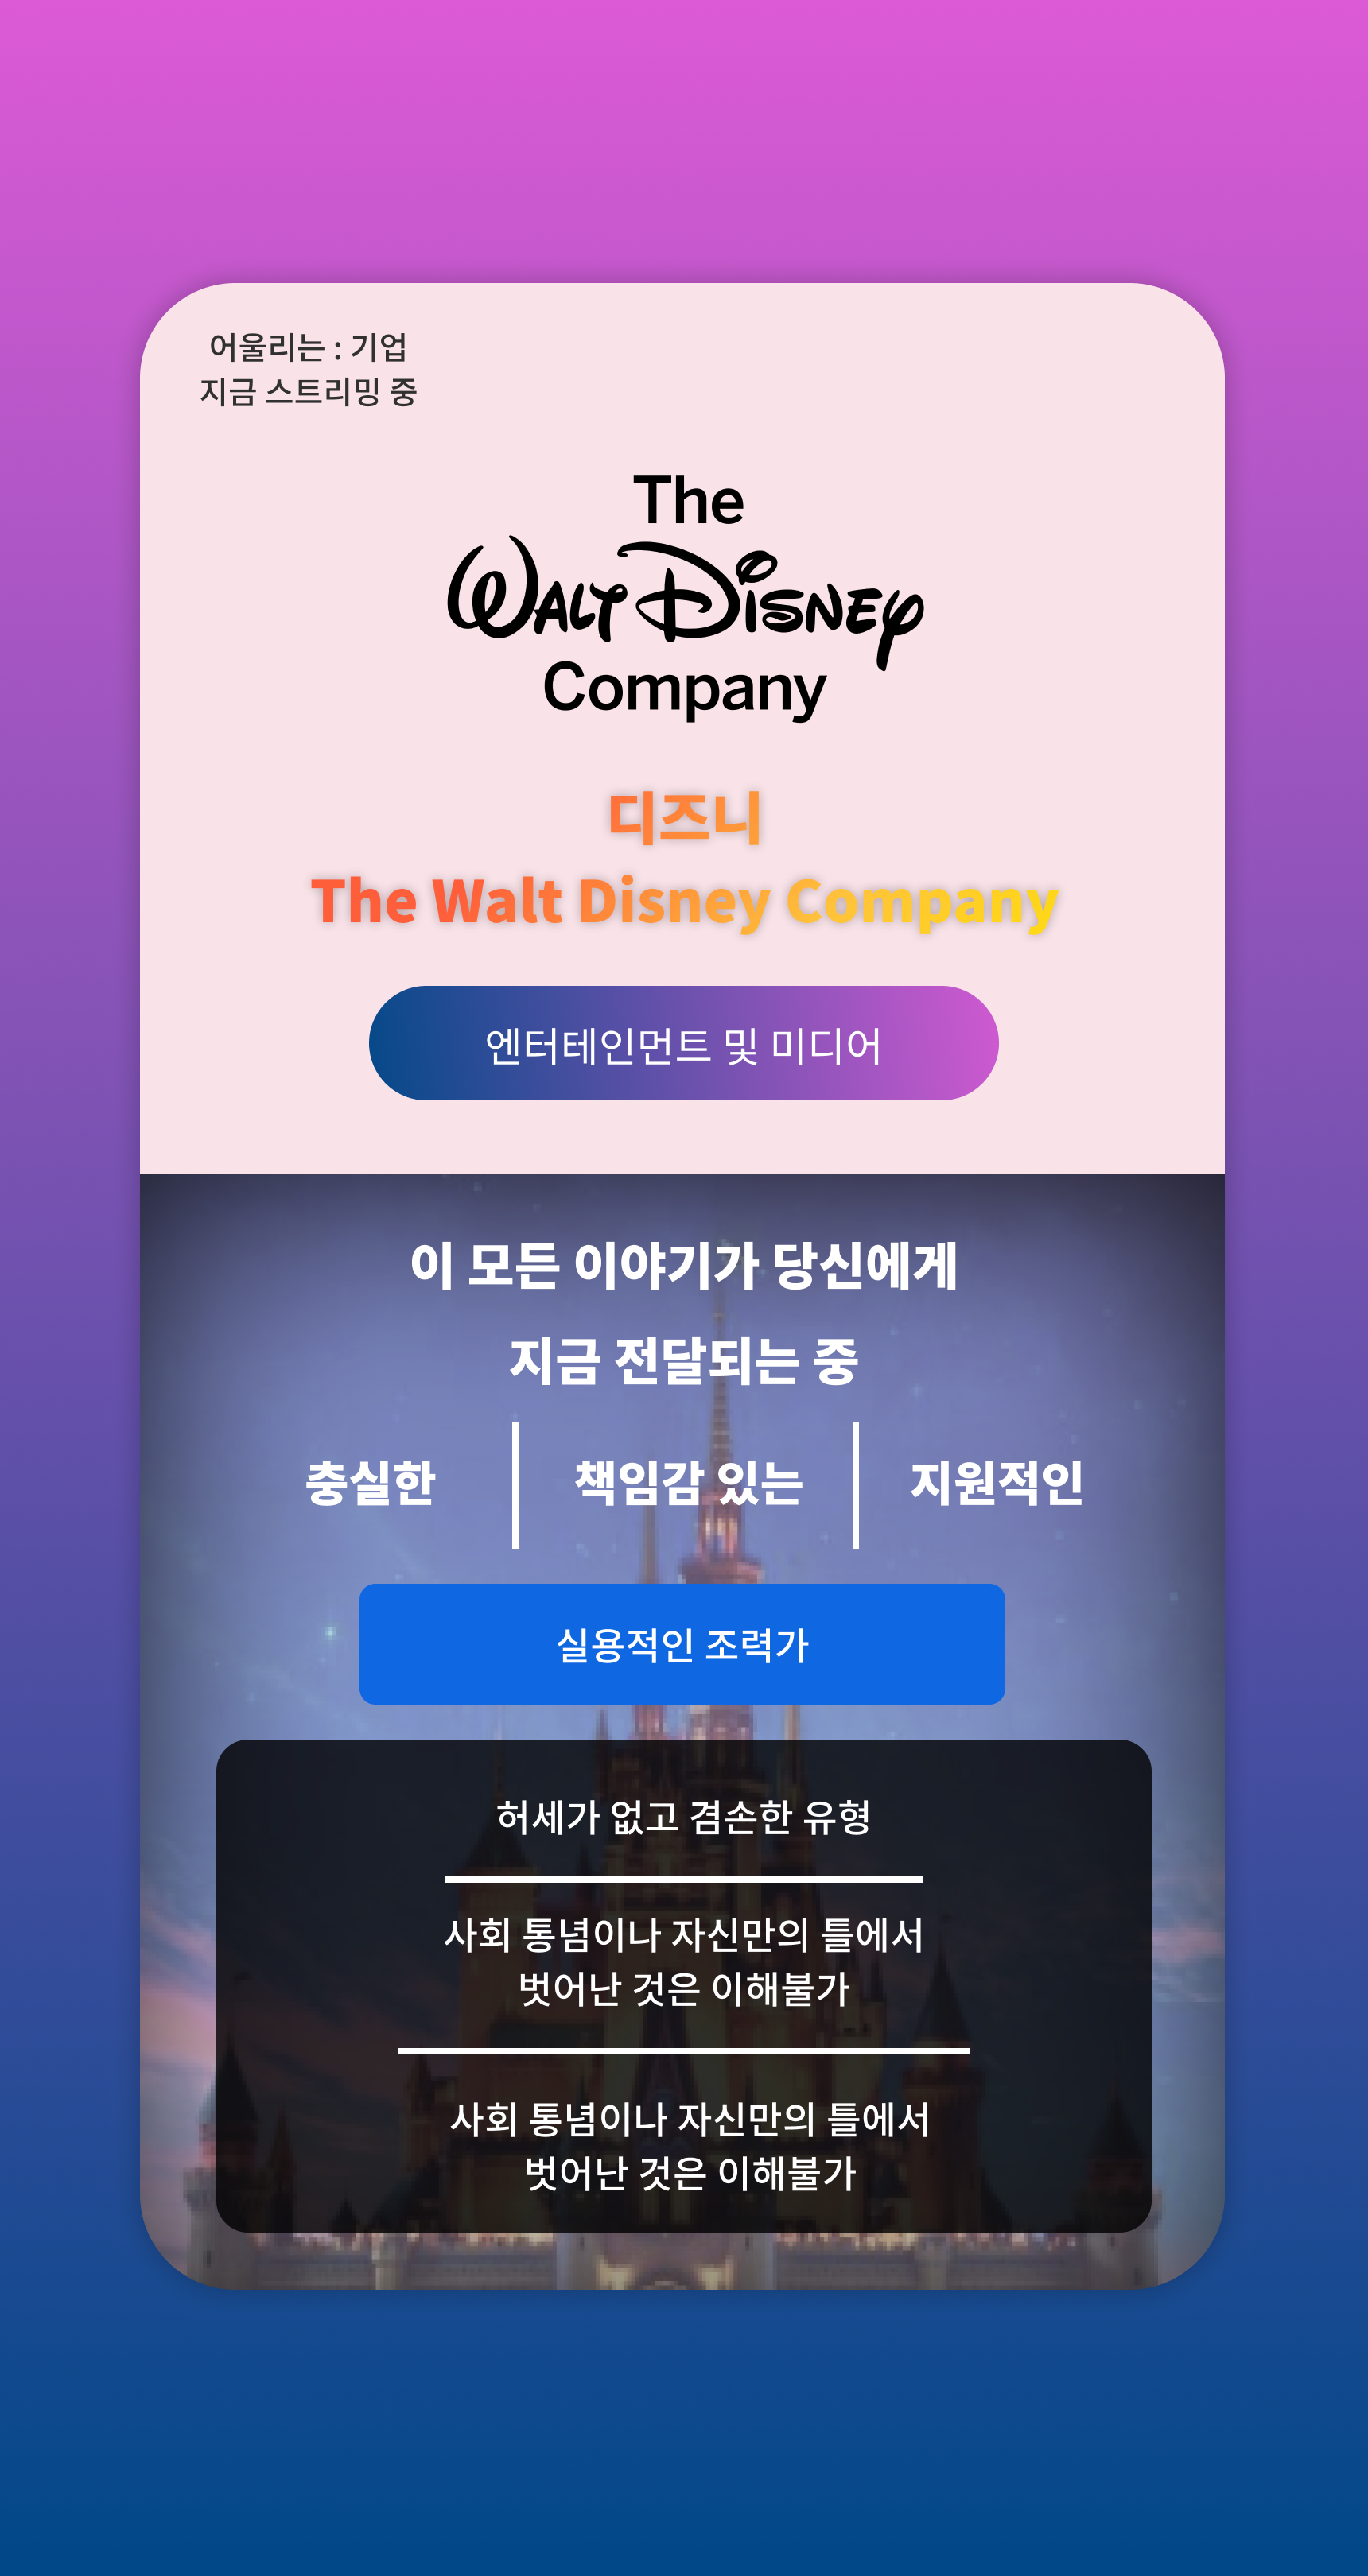 어울리는 : 기업
지금 스트리밍 중
The
WALT DISNEY
Company
디즈니
The Walt Disney Company
엔터테인먼트 및 미디어
이 모든 이야기가 당신에게
지금 전달되는 중
충실한
책임감 있는
지원적인
실용적인 조력가
허세가 없고 겸손한 유형
사회 통념이나 자신만의 틀에서
벗어난 것은 이해불가
사회 통념이나 자신만의 틀에서
벗어난 것은 이해불가